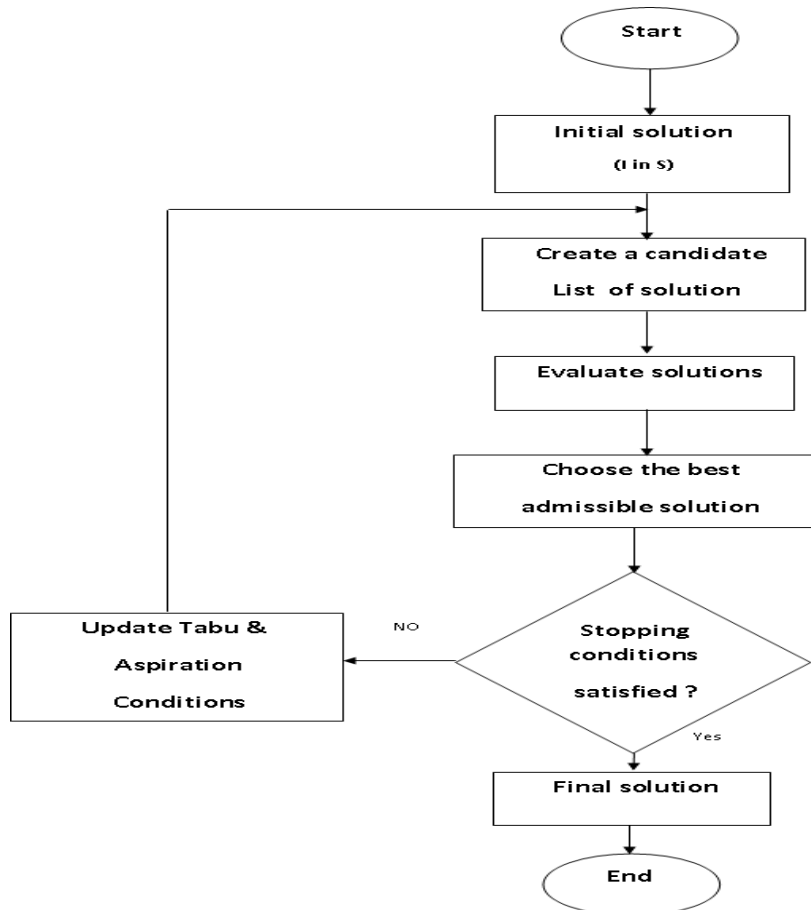 Start
Initial solution
(I in S)
Create a candidate
List of solution
Evaluate solutions
Choose the best
admissible solution
Stopping
conditions
satisfied ?
NO
Update Tabu &
Aspiration
Conditions
Yes
Final solution
End